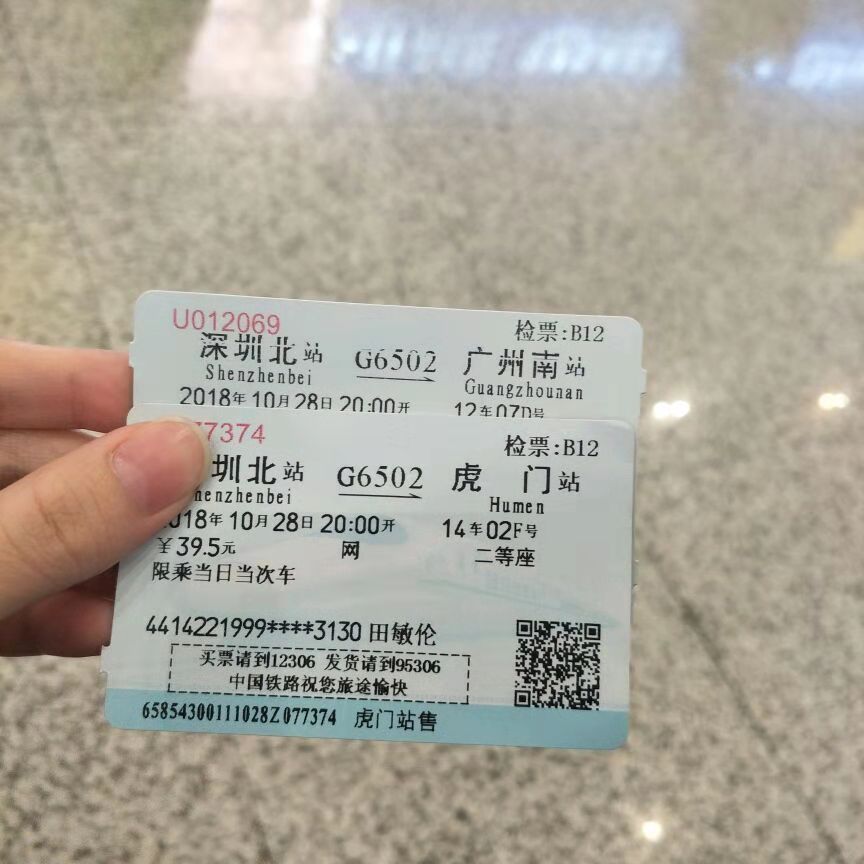 U012069 检票:B12
深圳北站 G6502 广州南站
Shenzhenbei Guangzhounan
2018年10月28日20:00开 12车07D号
77374 检票:B12
圳北站 G6502 虎门站
henzhenbei Humen
018年10月28日20:00开 14车02F号
￥39.5元 网 二等座
限乘当日当次车
4414221999****3130 田敏伦
买票请到12306 发货请到95306
中国铁路祝您旅途愉快
65854300111028Z077374 虎门站售